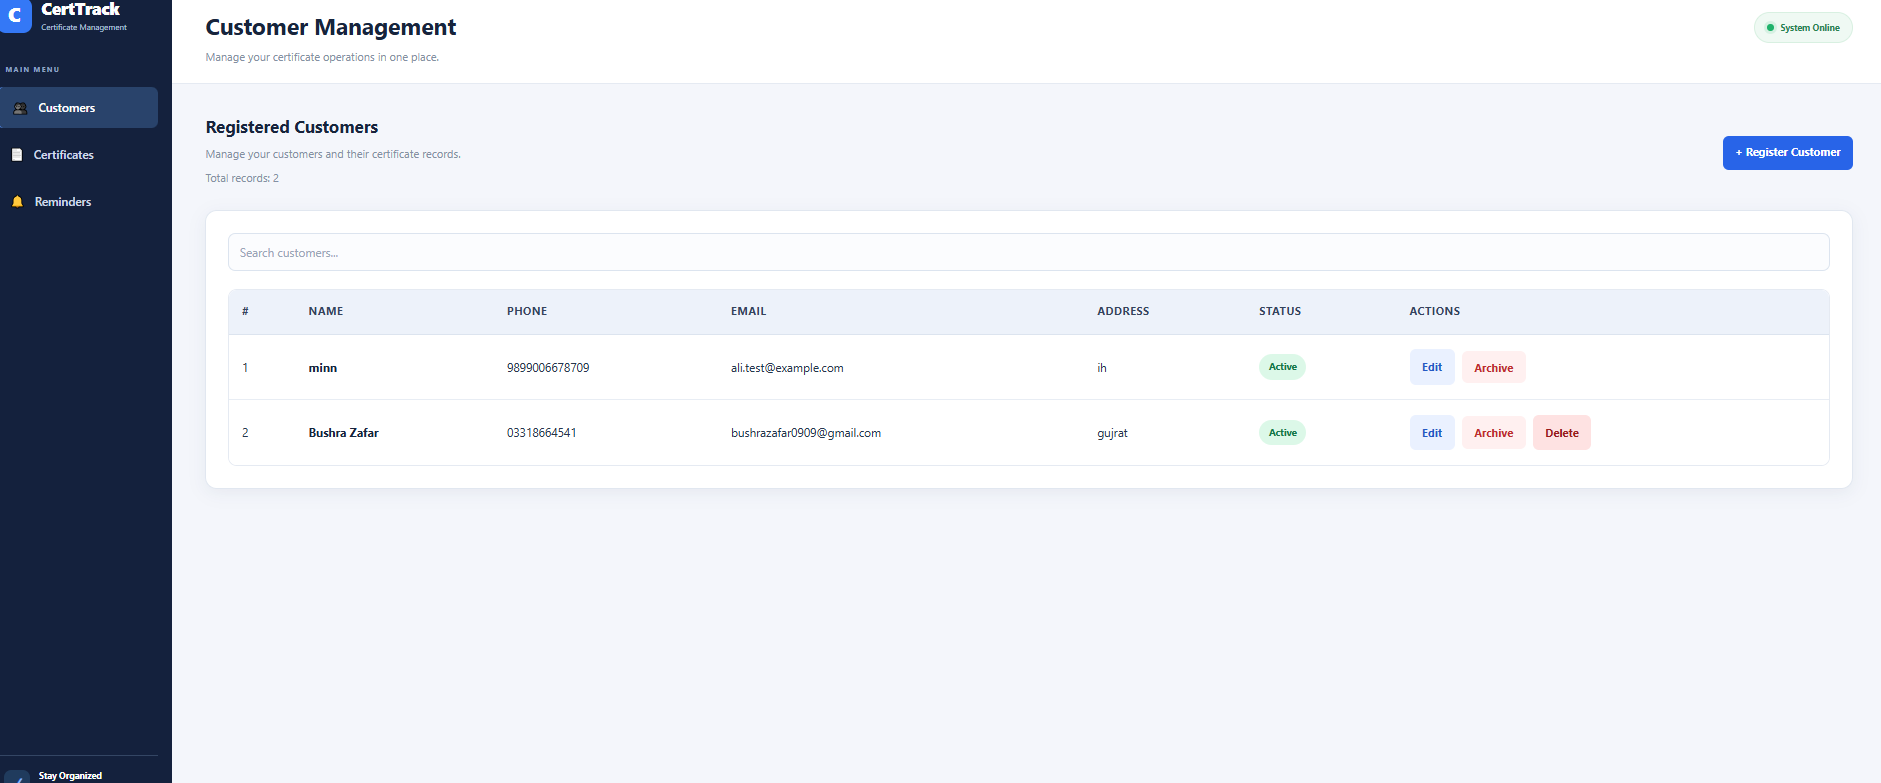 C CertTrack
Certificate Management
MAIN MENU
Customers
Certificates
Reminders
Stay Organized
Customer Management
Manage your certificate operations in one place.
System Online
Registered Customers
Manage your customers and their certificate records.
Total records: 2
+ Register Customer
Search customers...
# NAME PHONE EMAIL ADDRESS STATUS ACTIONS
1 minn 9899006678709 ali.test@example.com ih Active Edit Archive
2 Bushra Zafar 03318664541 bushrazafar0909@gmail.com gujrat Active Edit Archive Delete